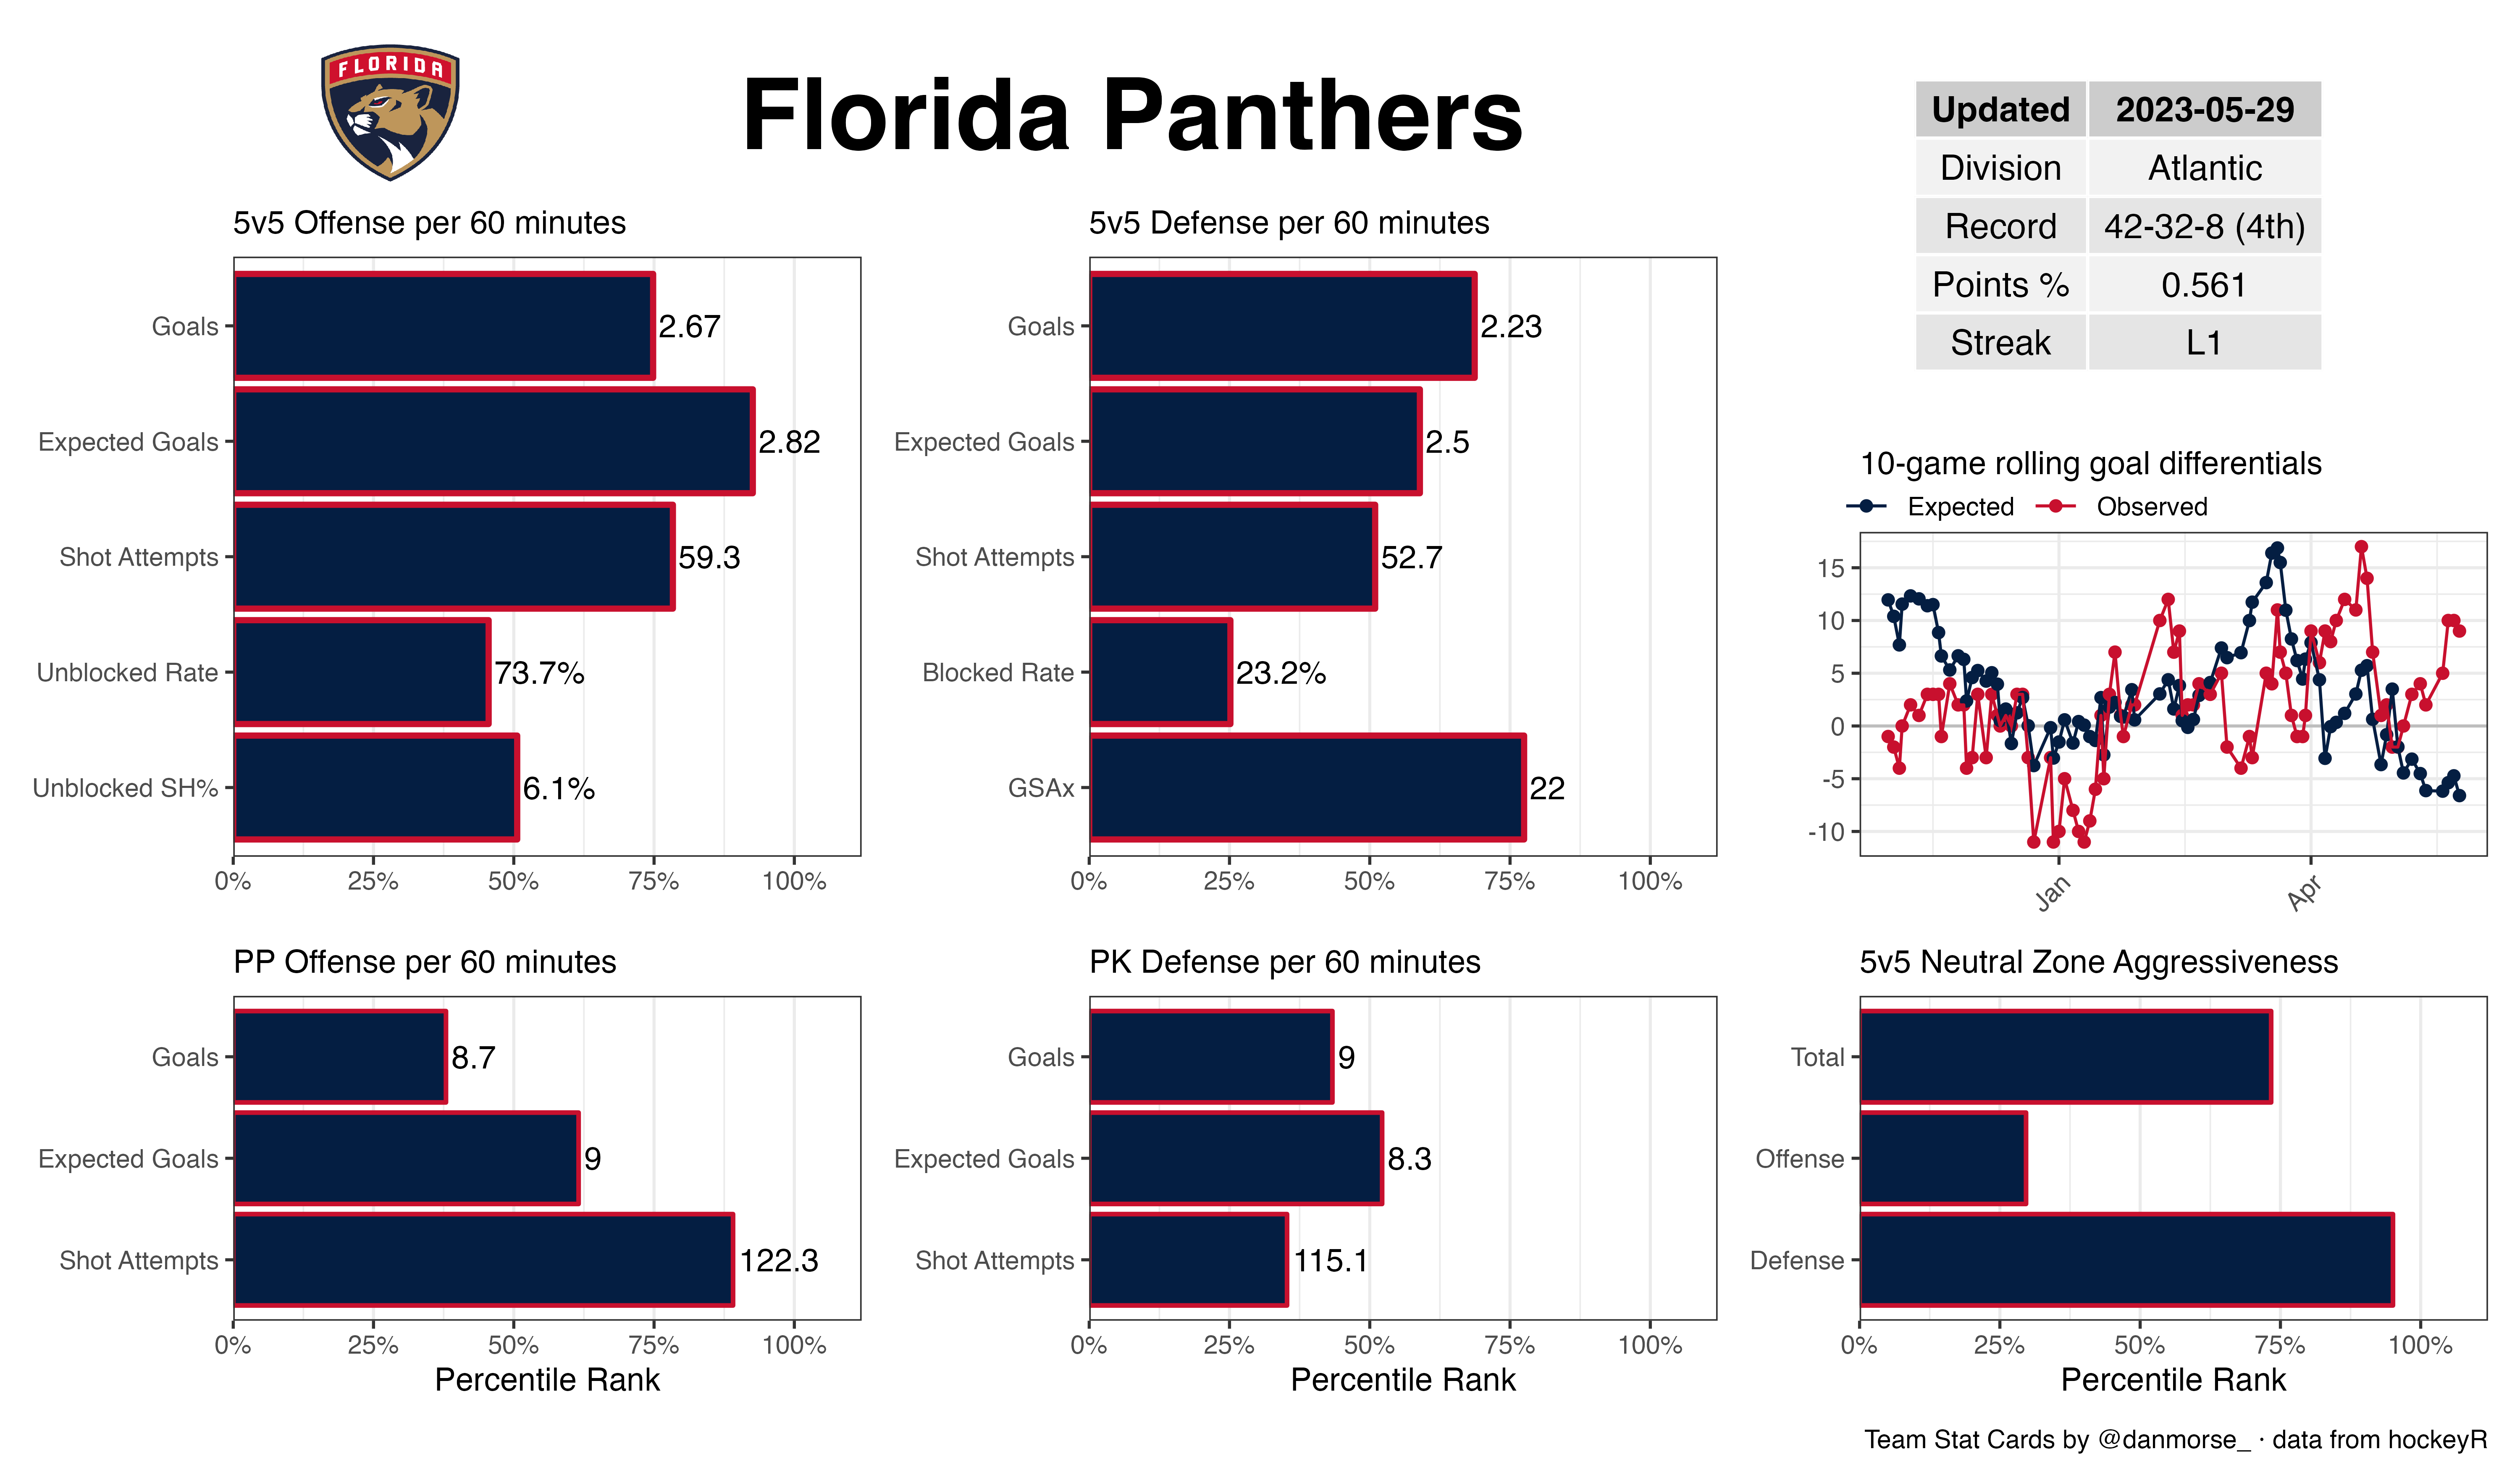 FLORIDA
Florida Panthers
Updated 2023-05-29
Division Atlantic
Record 42-32-8 (4th)
Points % 0.561
Streak L1
5v5 Offense per 60 minutes
Goals 2.67
Expected Goals 2.82
Shot Attempts 59.3
Unblocked Rate 73.7%
Unblocked SH% 6.1%
0% 25% 50% 75% 100%
5v5 Defense per 60 minutes
Goals 2.23
Expected Goals 2.5
Shot Attempts 52.7
Blocked Rate 23.2%
GSAx 22
0% 25% 50% 75% 100%
10-game rolling goal differentials
Expected Observed
15
10
5
0
-5
-10
Jan Apr
PP Offense per 60 minutes
Goals 8.7
Expected Goals 9
Shot Attempts 122.3
0% 25% 50% 75% 100%
Percentile Rank
PK Defense per 60 minutes
Goals 9
Expected Goals 8.3
Shot Attempts 115.1
0% 25% 50% 75% 100%
Percentile Rank
5v5 Neutral Zone Aggressiveness
Total
Offense
Defense
0% 25% 50% 75% 100%
Percentile Rank
Team Stat Cards by @danmorse_ · data from hockeyR